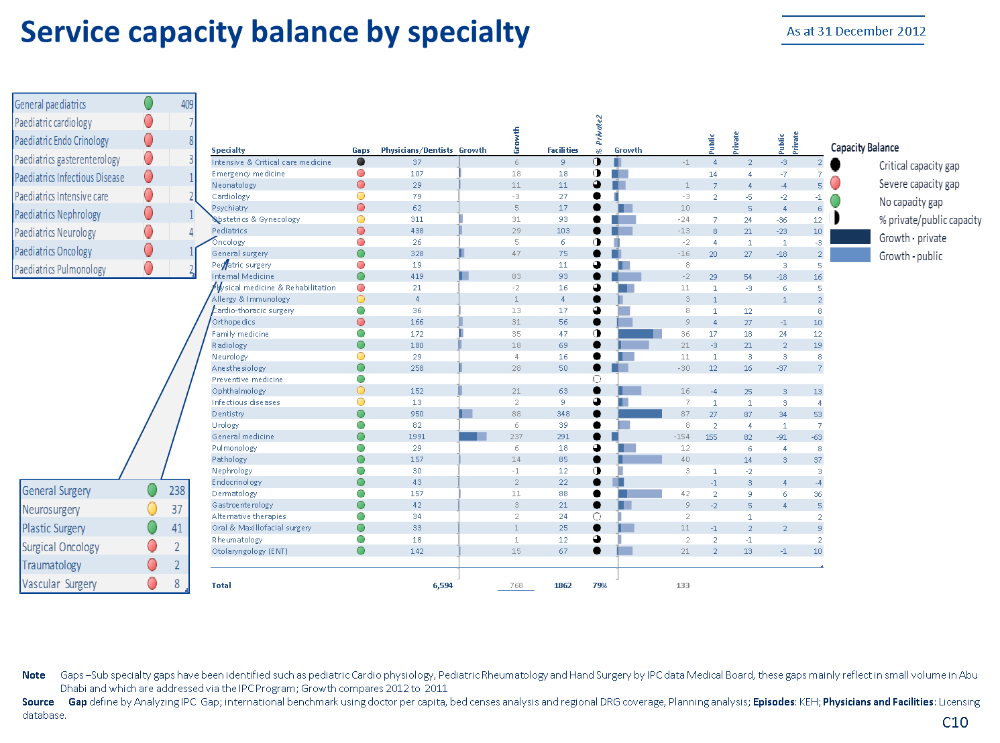 Service capacity balance by specialty
As at 31 December 2012
General paediatrics 409
Paediatric cardiology 7
Paediatric Endo Crinology 8
Paediatrics gasterenterology 3
Paediatrics Infectious Disease 1
Paediatrics Intensive care 2
Paediatrics Nephrology 1
Paediatrics Neurology 4
Paediatrics Oncology 1
Paediatrics Pulmonology 2
Specialty Gaps Physicians/Dentists Growth Growth Facilities % Private2 Growth Public Private Public Private
Intensive & Critical care medicine 37 6 9 -1 4 2 -3 2
Emergency medicine 107 18 18 14 4 -7 7
Neonatology 29 11 11 1 7 4 -4 5
Cardiology 79 -3 27 -3 2 -5 -2 -1
Psychiatry 62 5 17 10 5 4 6
Obstetrics & Gynecology 311 31 93 -24 7 24 -36 12
Pediatrics 438 29 103 -13 8 21 -23 10
Oncology 26 5 6 -2 4 1 1 -3
General surgery 328 47 75 -16 20 27 -18 2
Pediatric surgery 19 11 8 3 5
Internal Medicine 419 83 93 -2 29 54 -18 16
Physical medicine & Rehabilitation 21 -2 16 11 1 -3 6 5
Allergy & Immunology 4 1 4 3 1 1 2
Cardio-thoracic surgery 36 13 17 8 1 12 8
Orthopedics 166 31 56 9 4 27 -1 10
Family medicine 172 35 47 36 17 18 24 12
Radiology 180 18 69 21 -3 21 2 19
Neurology 29 4 16 11 1 3 3 8
Anesthesiology 258 28 50 -30 12 16 -37 7
Preventive medicine
Ophthalmology 152 21 63 16 -4 25 3 13
Infectious diseases 13 2 9 7 1 1 3 4
Dentistry 950 88 348 87 27 87 34 53
Urology 82 6 39 8 2 4 1 7
General medicine 1991 237 291 -154 155 82 -91 -63
Pulmonology 29 6 18 12 6 4 8
Pathology 157 14 85 40 14 3 37
Nephrology 30 -1 12 3 1 -2 3
Endocrinology 43 2 22 -1 3 4 -4
Dermatology 157 11 88 42 2 9 6 36
Gastroenterology 42 3 21 9 -2 5 4 5
Alternative therapies 34 2 24 2 1 2
Oral & Maxillofacial surgery 33 1 25 11 -1 2 2 9
Rheumatology 18 1 12 2 2 -1 2
Otolaryngology (ENT) 142 15 67 21 2 13 -1 10
Total 6,594 768 1862 79% 133
Capacity Balance
Critical capacity gap
Severe capacity gap
No capacity gap
% private/public capacity
Growth - private
Growth - public
General Surgery 238
Neurosurgery 37
Plastic Surgery 41
Surgical Oncology 2
Traumatology 2
Vascular Surgery 8
Note Gaps –Sub specialty gaps have been identified such as pediatric Cardio physiology, Pediatric Rheumatology and Hand Surgery by IPC data Medical Board, these gaps mainly reflect in small volume in Abu
Dhabi and which are addressed via the IPC Program; Growth compares 2012 to 2011
Source Gap define by Analyzing IPC Gap; international benchmark using doctor per capita, bed censes analysis and regional DRG coverage, Planning analysis; Episodes: KEH; Physicians and Facilities: Licensing
database.
C10